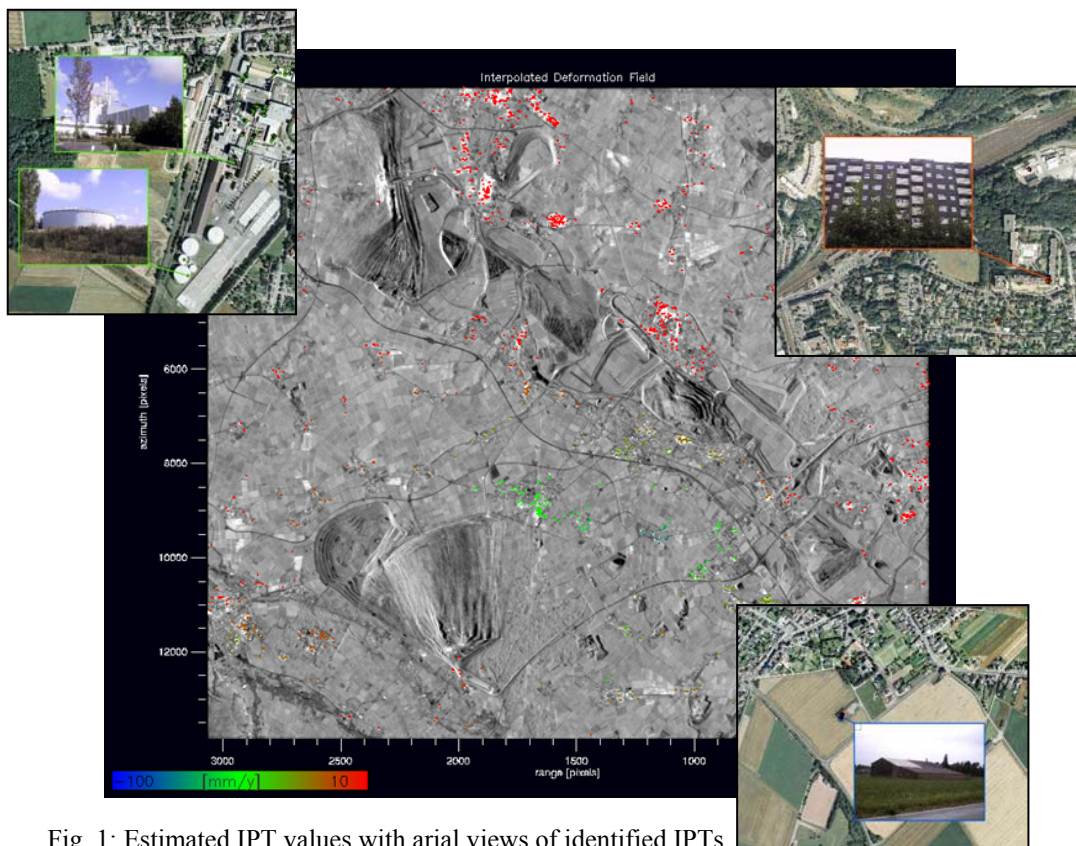 Interpolated Deformation Field
azimuth [pixels]
6000
8000
10000
12000
3000
2500
2000
1500
1000
range [pixels]
-100
[mm/y]
10
Fig. 1: Estimated IPT values with arial views of identified IPTs